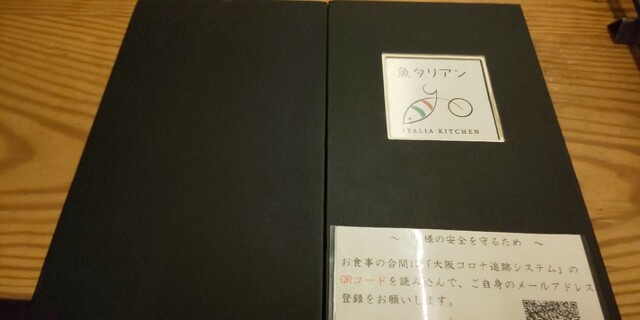 魚タリアン
ITALIA KITCHEN
～ 様の安全を守るため ～
お食事の合間に「大阪コロナ追跡システム」の
QRコードを読み込んで、ご自身のメールアドレス
登録をお願いします。